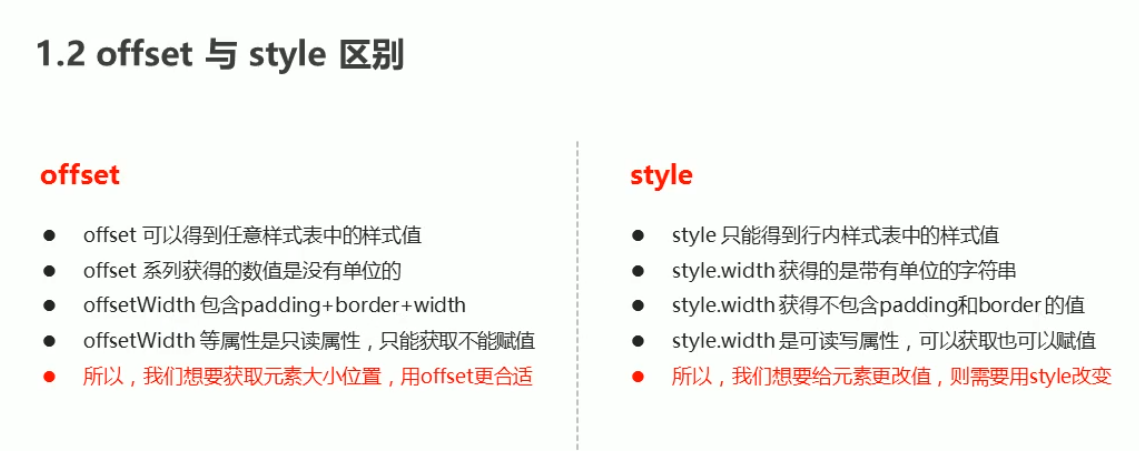 1.2 offset 与 style 区别
offset
● offset 可以得到任意样式表中的样式值
● offset 系列获得的数值是没有单位的
● offsetWidth 包含padding+border+width
● offsetWidth 等属性是只读属性，只能获取不能赋值
● 所以，我们想要获取元素大小位置，用offset更合适
style
● style 只能得到行内样式表中的样式值
● style.width 获得的是带有单位的字符串
● style.width 获得不包含padding和border 的值
● style.width 是可读写属性，可以获取也可以赋值
● 所以，我们想要给元素更改值，则需要用style改变